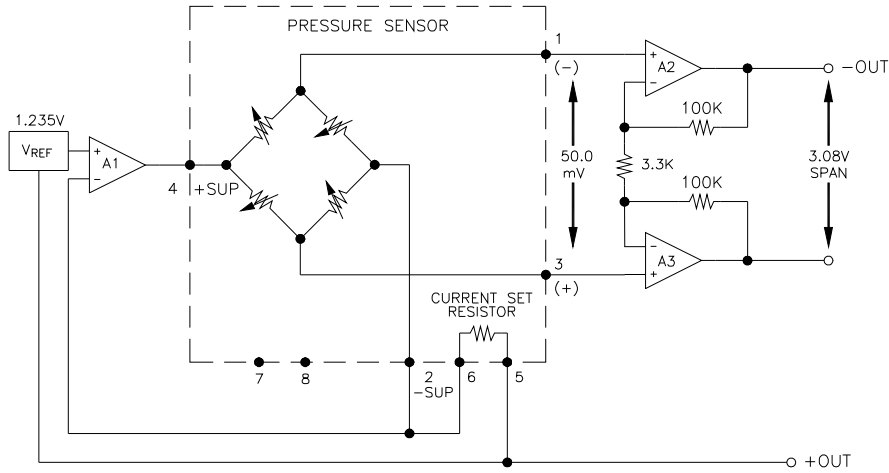 PRESSURE SENSOR
1
(-)
+
A2
-
-OUT
1.235V
VREF
+
A1
-
100K
50.0
mV
3.3K
3.08V
SPAN
4
+SUP
100K
-
A3
+
3
(+)
CURRENT SET
RESISTOR
7
8
2
-SUP
6
5
+OUT